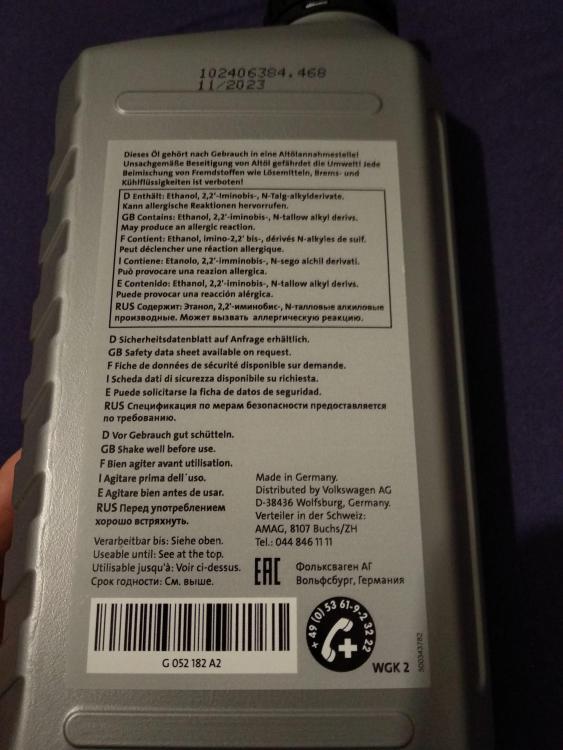 102406384.468
11/2023
Dieses Öl gehört nach Gebrauch in eine Altölannahmestelle!
Unsachgemäße Beseitigung von Altöl gefährdet die Umwelt! Jede
Beimischung von Fremdstoffen wie Lösemitteln, Brems- und
Kühlflüssigkeiten ist verboten!
D Enthält: Ethanol, 2,2'-Iminobis-, N-Talg-alkylderivate.
Kann allergische Reaktionen hervorrufen.
GB Contains: Ethanol, 2,2'-iminobis-, N-tallow alkyl derivs.
May produce an allergic reaction.
F Contient: Ethanol, imino-2,2' bis-, dérivés N-alkyles de suif.
Peut déclencher une réaction allergique.
I Contiene: Etanolo, 2,2'-imminobis-, N-sego alchil derivati.
Può provocare una reazion allergica.
E Contenido: Etanolo, 2,2'-iminobis-, N-tallow alkyl derivs.
Puede provocar una reacción alérgica.
RUS Содержит: Этанол, 2,2'-иминобис-, N-талловые алкиловые
производные. Может вызвать аллергическую реакцию.
D Sicherheitsdatenblatt auf Anfrage erhältlich.
GB Safety data sheet available on request.
F Fiche de données de sécurité disponible sur demande.
I Scheda dati di sicurezza disponibile su richiesta.
E Puede solicitarse la ficha de datos de seguridad.
RUS Спецификация по мерам безопасности предоставляется
по требованию.
D Vor Gebrauch gut schütteln.
GB Shake well before use.
F Bien agiter avant utilisation.
I Agitare prima dell´uso.
E Agitare bien antes de usar.
RUS Перед употреблением
хорошо встряхнуть.
Verarbeitbar bis: Siehe oben.
Useable until: See at the top.
Utilisable jusqu'à: Voir ci-dessus.
Срок годности: См. выше.
Made in Germany.
Distributed by Volkswagen AG
D-38436 Wolfsburg, Germany.
Verteiler in der Schweiz:
AMAG, 8107 Buchs/ZH
Tel.: 044 846 11 11
EAC
Фольксваген АГ
Вольфсбург, Германия
G 052 182 A2
+ 49 (0) 53 61-9-2 32 22
WGK 2
500343782